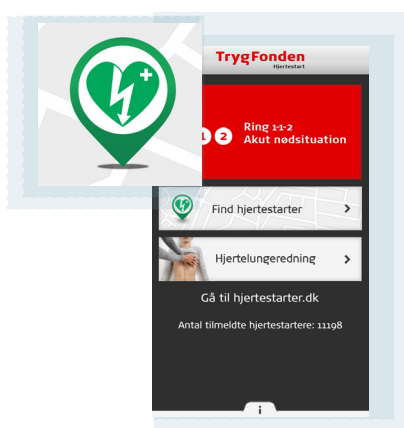 TrygFonden
Hjertestart
1 2
Ring 1-1-2
Akut nødsituation
Find hjertestarter
Hjertelungeredning
Gå til hjertestarter.dk
Antal tilmeldte hjertestartere: 11198
i